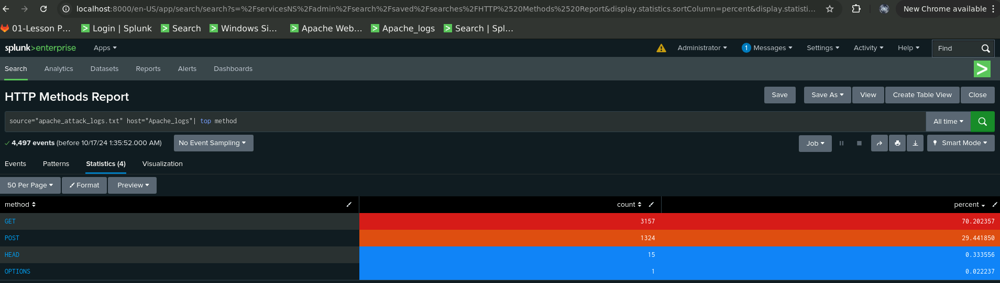 localhost:8000/en-US/app/search/search?s=%2FservicesNS%2Fadmin%2Fsearch%2Fsaved%2Fsearches%2FHTTP%2520Methods%2520Report&display.statistics.sortColumn=percent&display.statisti... New Chrome available
01-Lesson P... Login | Splunk Search Windows Si... Apache Web... Apache_logs Search | Spl...
splunk>enterprise Apps Administrator 1 Messages Settings Activity Help Find
Search Analytics Datasets Reports Alerts Dashboards
HTTP Methods Report Save Save As View Create Table View Close
source="apache_attack_logs.txt" host="Apache_logs"| top method All time
4,497 events (before 10/17/24 1:35:52.000 AM) No Event Sampling Job Smart Mode
Events Patterns Statistics (4) Visualization
50 Per Page Format Preview
method count percent
GET 3157 70.202357
POST 1324 29.441850
HEAD 15 0.333556
OPTIONS 1 0.022237